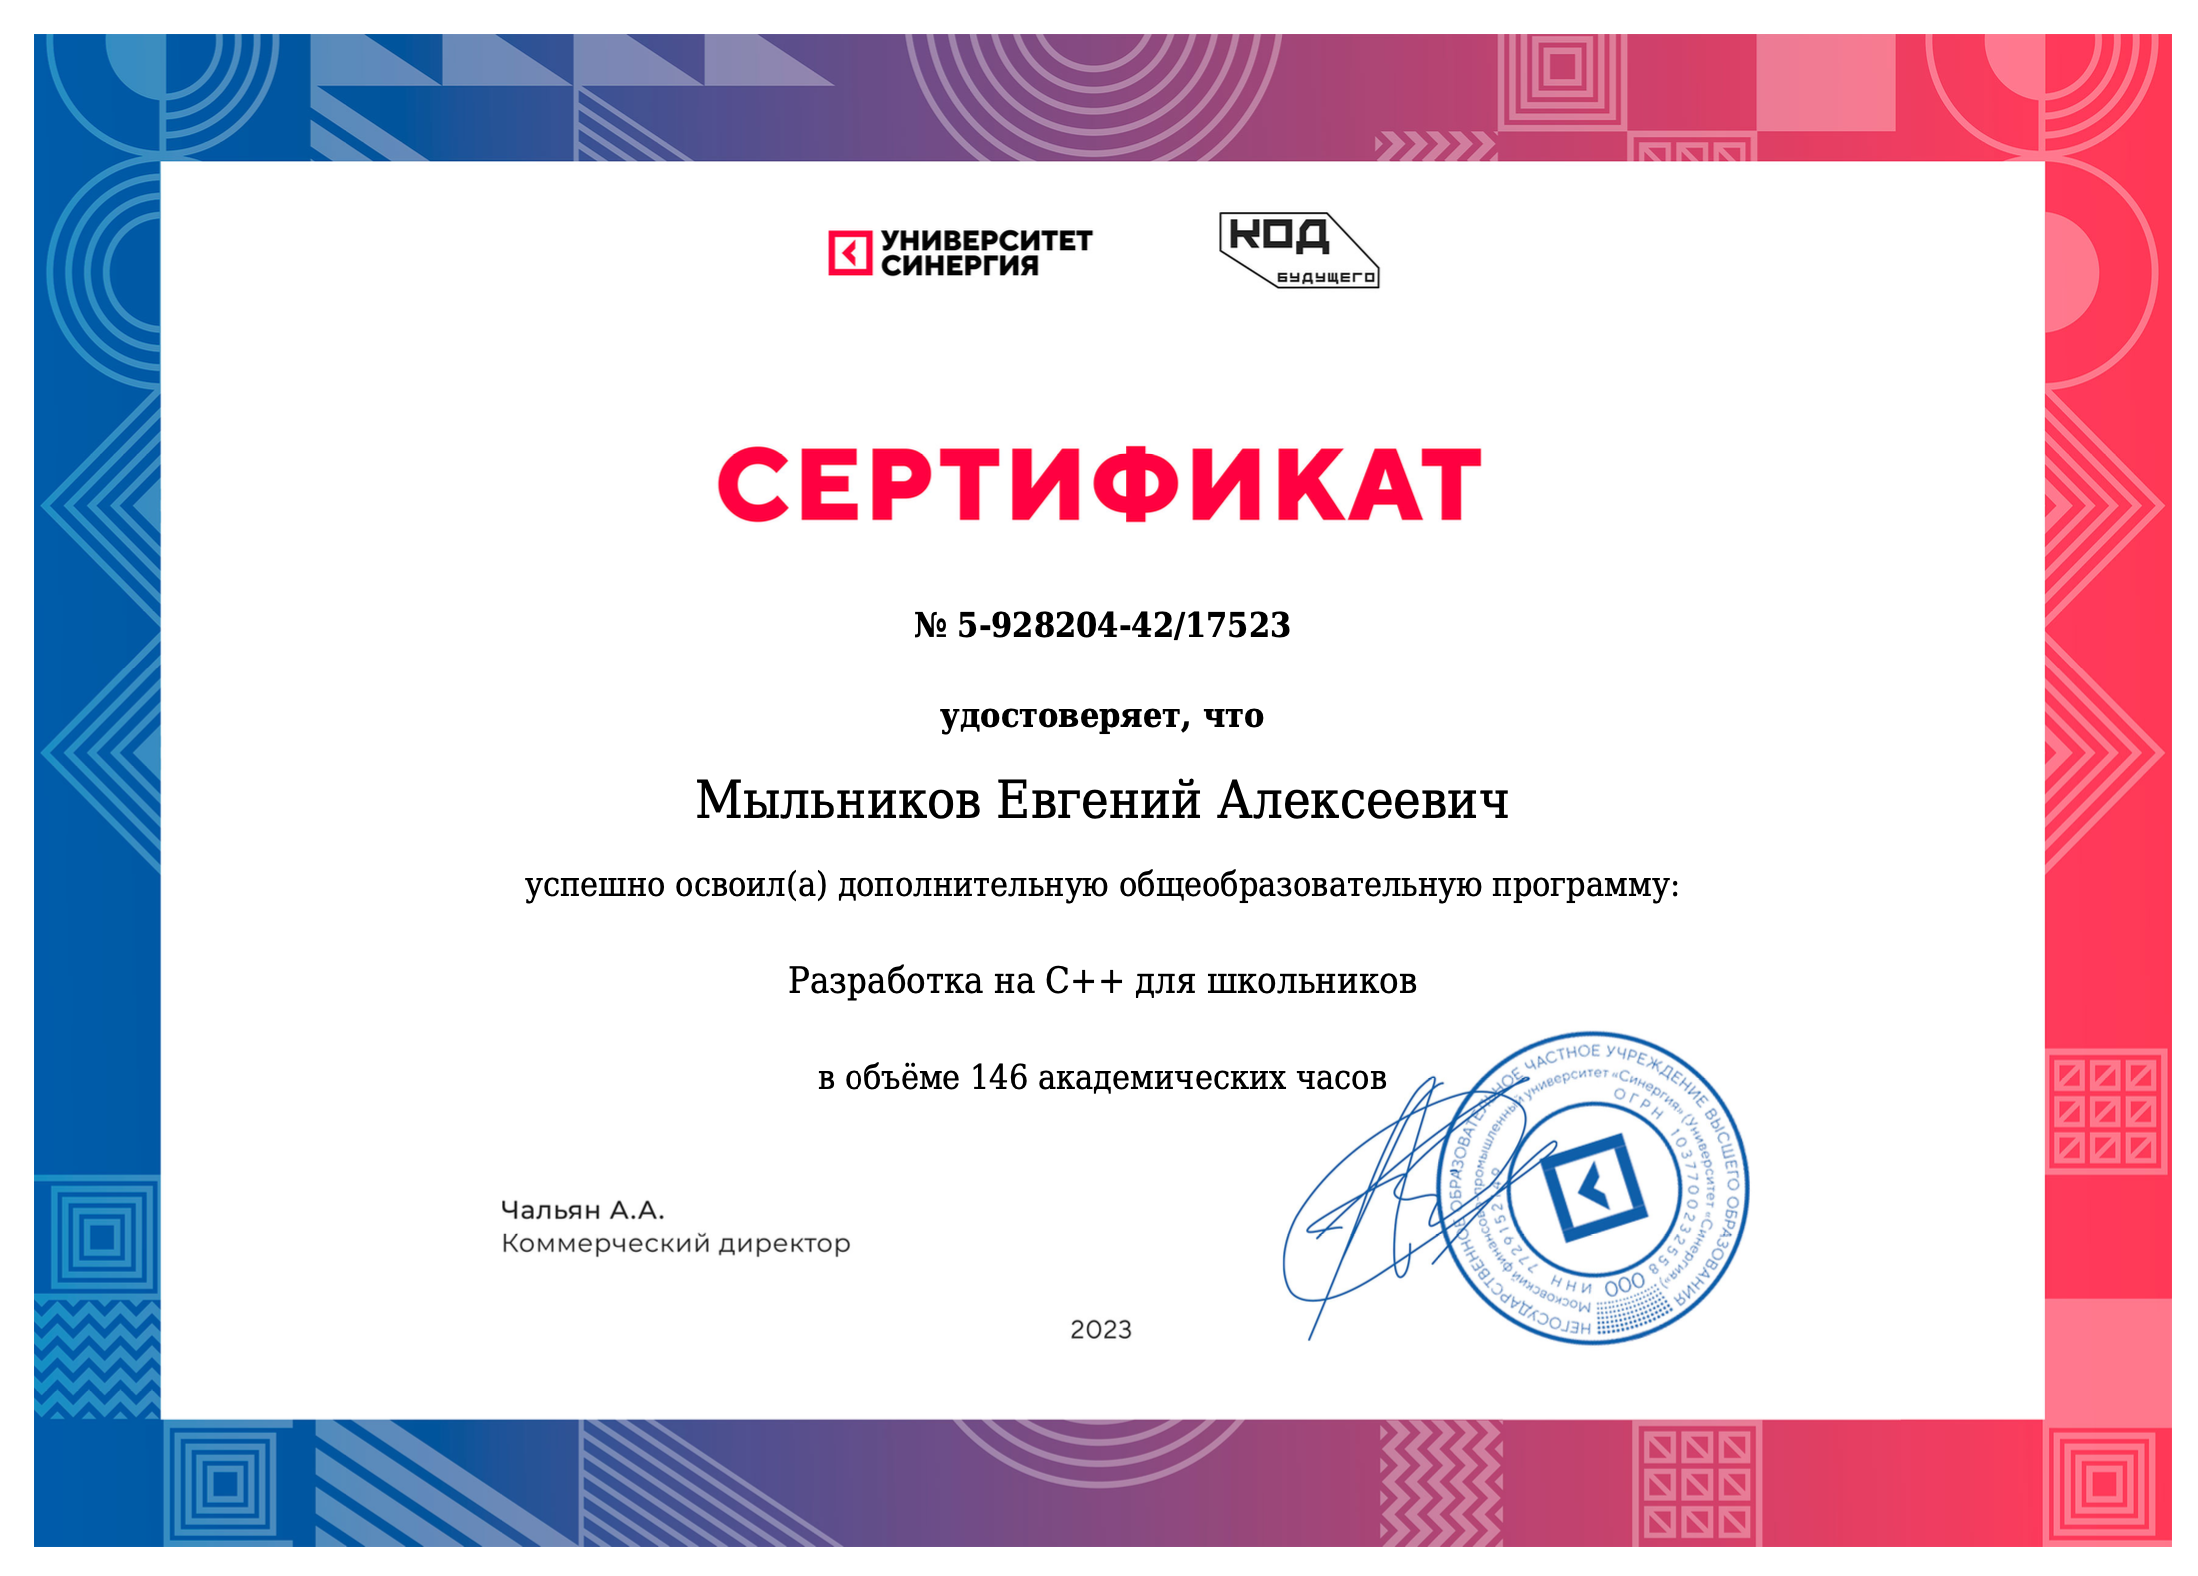 УНИВЕРСИТЕТ
СИНЕРГИЯ
КОД
БУДУЩЕГО
СЕРТИФИКАТ
№ 5-928204-42/17523
удостоверяет, что
Мыльников Евгений Алексеевич
успешно освоил(а) дополнительную общеобразовательную программу:
Разработка на C++ для школьников
в объёме 146 академических часов
Чальян А.А.
Коммерческий директор
2023
НЕГОСУДАРСТВЕННОЕ ОБРАЗОВАТЕЛЬНОЕ ЧАСТНОЕ УЧРЕЖДЕНИЕ ВЫСШЕГО ОБРАЗОВАНИЯ
Московский финансово-промышленный университет «Синергия» (Университет «Синергия»)
ОГРН 1037700232558
ИНН
000